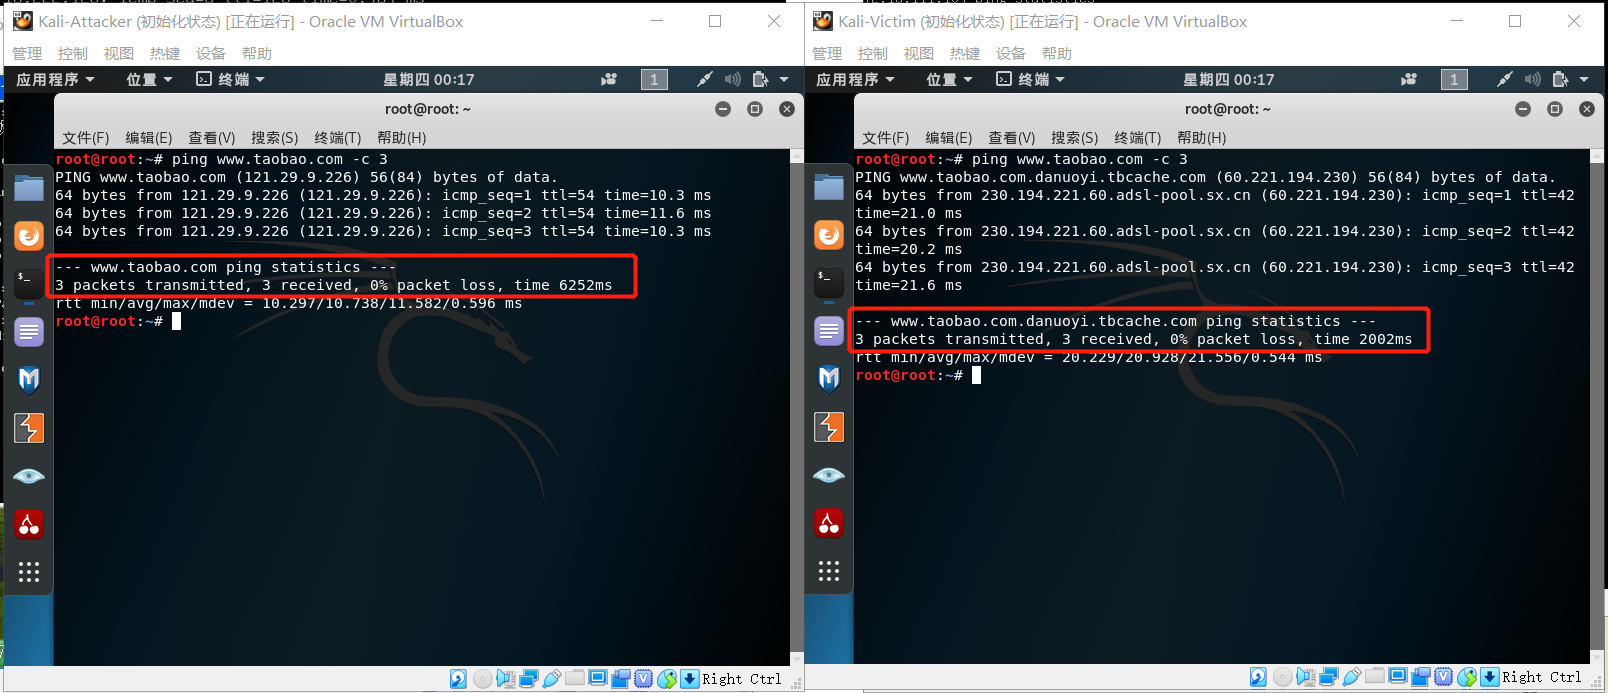 Kali-Attacker (初始化状态) [正在运行] - Oracle VM VirtualBox
管理 控制 视图 热键 设备 帮助
应用程序 位置 终端 星期四 00:17 1
root@root: ~
文件(F) 编辑(E) 查看(V) 搜索(S) 终端(T) 帮助(H)
root@root:~# ping www.taobao.com -c 3
PING www.taobao.com (121.29.9.226) 56(84) bytes of data.
64 bytes from 121.29.9.226 (121.29.9.226): icmp_seq=1 ttl=54 time=10.3 ms
64 bytes from 121.29.9.226 (121.29.9.226): icmp_seq=2 ttl=54 time=11.6 ms
64 bytes from 121.29.9.226 (121.29.9.226): icmp_seq=3 ttl=54 time=10.3 ms
--- www.taobao.com ping statistics ---
3 packets transmitted, 3 received, 0% packet loss, time 6252ms
rtt min/avg/max/mdev = 10.297/10.738/11.582/0.596 ms
root@root:~#
Right Ctrl
Kali-Victim (初始化状态) [正在运行] - Oracle VM VirtualBox
管理 控制 视图 热键 设备 帮助
应用程序 位置 终端 星期四 00:17 1
root@root: ~
文件(F) 编辑(E) 查看(V) 搜索(S) 终端(T) 帮助(H)
root@root:~# ping www.taobao.com -c 3
PING www.taobao.com.danuoyi.tbcache.com (60.221.194.230) 56(84) bytes of data.
64 bytes from 230.194.221.60.adsl-pool.sx.cn (60.221.194.230): icmp_seq=1 ttl=42
time=21.0 ms
64 bytes from 230.194.221.60.adsl-pool.sx.cn (60.221.194.230): icmp_seq=2 ttl=42
time=20.2 ms
64 bytes from 230.194.221.60.adsl-pool.sx.cn (60.221.194.230): icmp_seq=3 ttl=42
time=21.6 ms
--- www.taobao.com.danuoyi.tbcache.com ping statistics ---
3 packets transmitted, 3 received, 0% packet loss, time 2002ms
rtt min/avg/max/mdev = 20.229/20.928/21.556/0.544 ms
root@root:~#
Right Ctrl